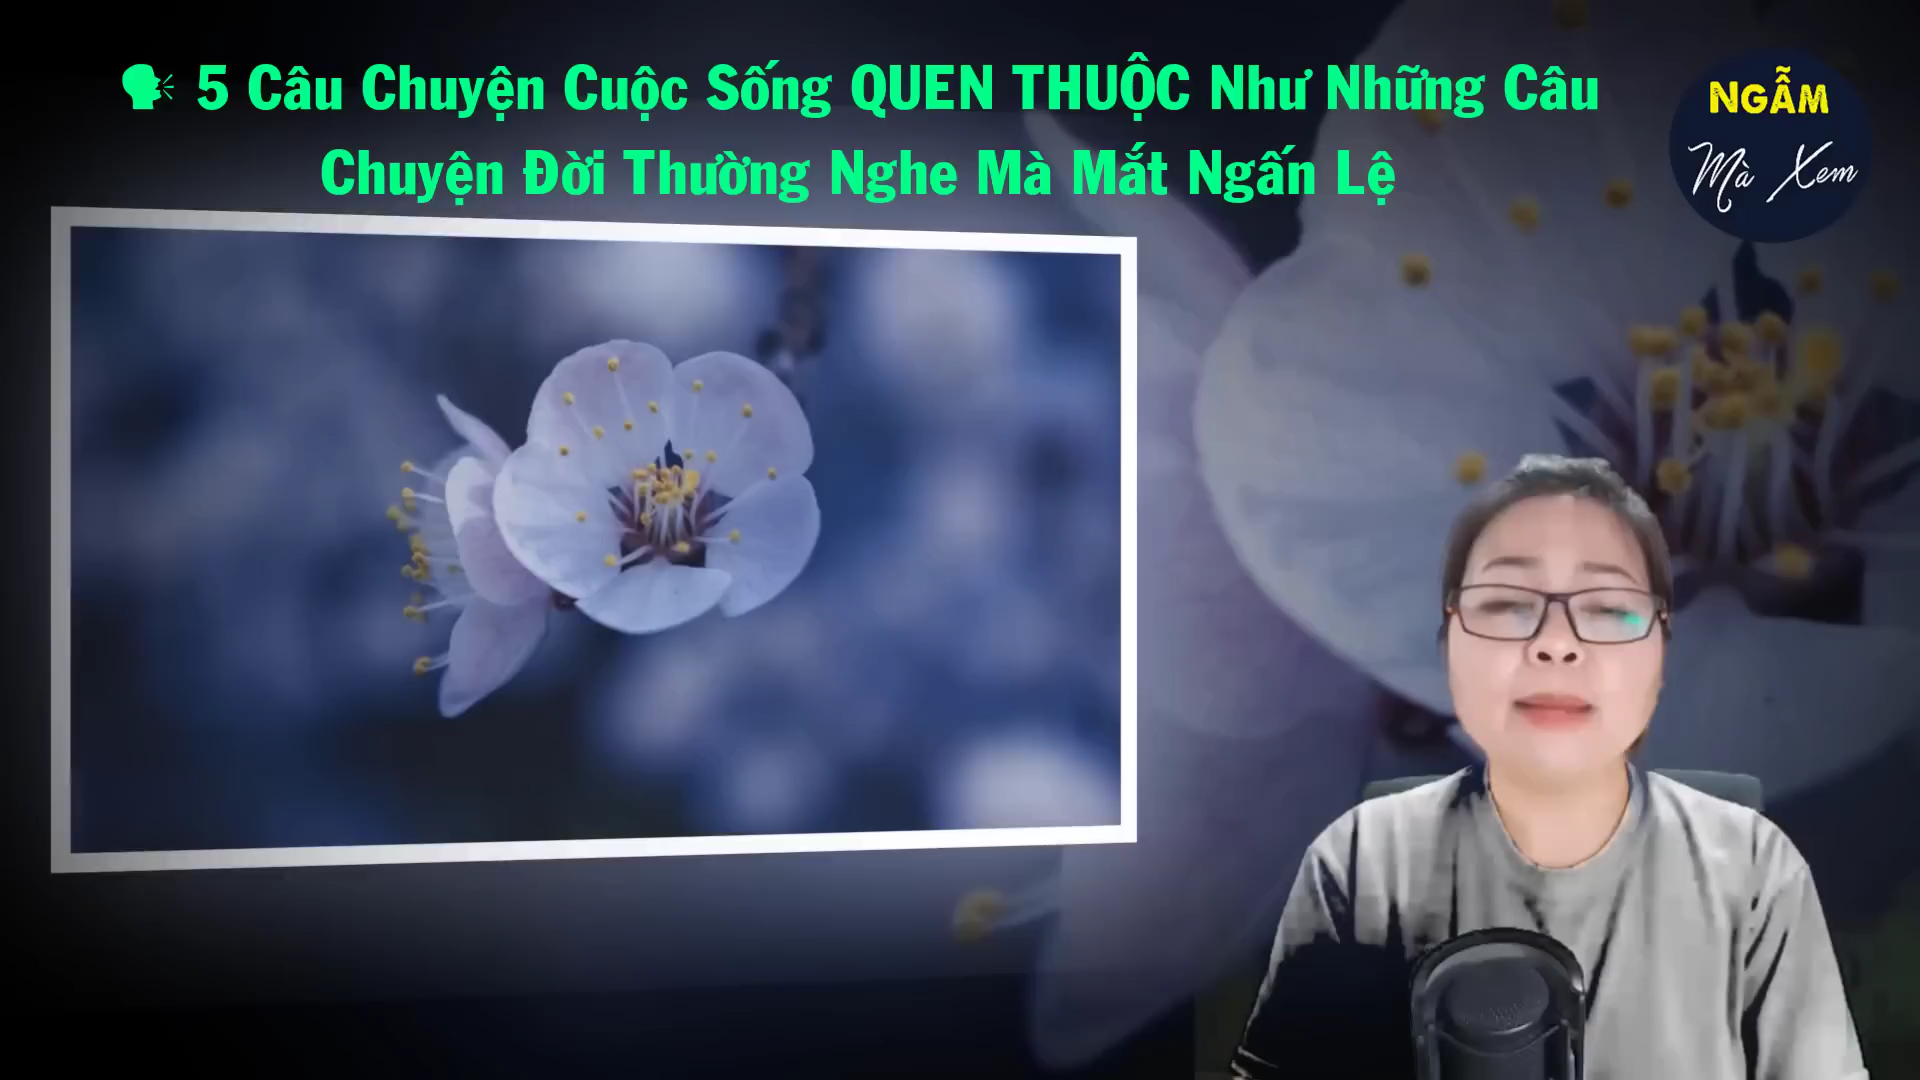 5 Câu Chuyện Cuộc Sống QUEN THUỘC Như Những Câu
Chuyện Đời Thường Nghe Mà Mắt Ngấn Lệ
NGẪM
Mà Xem